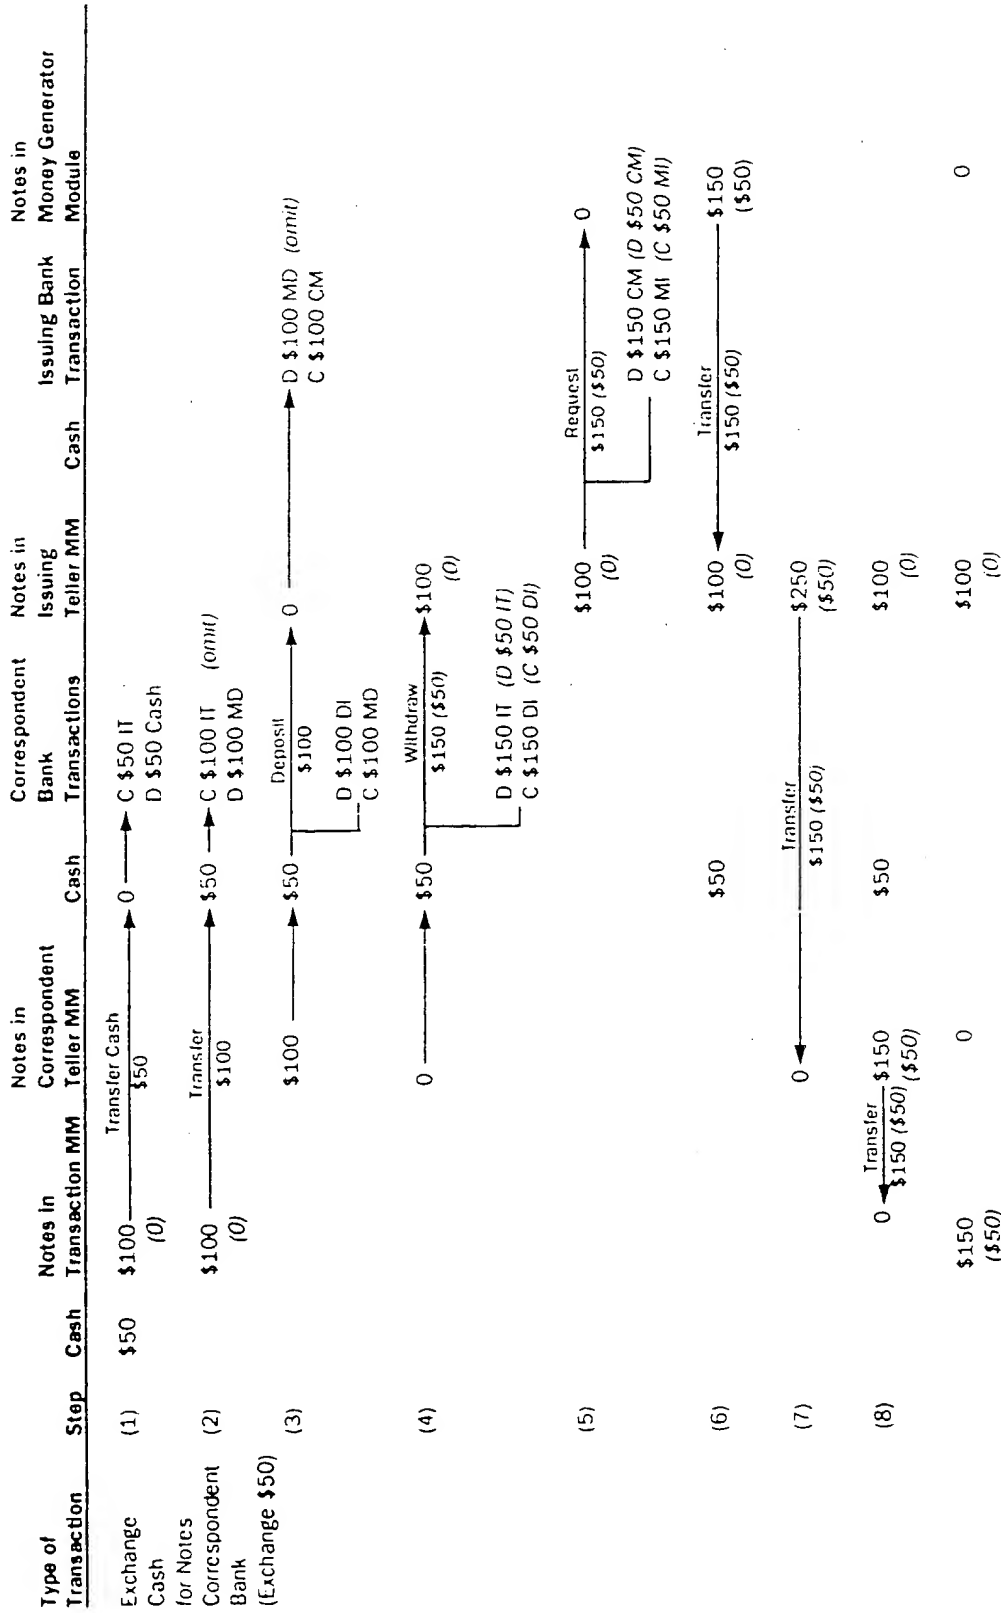 Type of Transaction
Step
Cash
Notes in Transaction MM
Notes in Correspondent Teller MM
Cash
Correspondent Bank Transactions
Notes in Issuing Teller MM
Cash
Issuing Bank Transaction
Notes in Money Generator Module
Exchange
Cash
for Notes
Correspondent
Bank
(Exchange $50)
(1) $50 $100 Transfer Cash 0 C $50 IT
(0) $50 D $50 Cash
(2) $100 Transfer $50 C $100 IT (omit)
(0) $100 D $100 MD
(3) $100 $50 Deposit 0 D $100 MD (omit)
$100 C $100 CM
D $100 DI
C $100 MD
(4) 0 $50 Withdraw $100
$150 ($50) (0)
D $150 IT (D $50 IT)
C $150 DI (C $50 DI)
(5) $100 Request 0
(0) $150 ($50)
D $150 CM (D $50 CM)
C $150 MI (C $50 MI)
(6) $50 $100 Transfer $150
(0) $150 ($50) ($50)
(7) 0 Transfer $250
$150 ($50) ($50)
(8) 0 Transfer $150 $50 $100
$150 ($50) ($50) (0)
$150 0 $100 0
($50) (0)